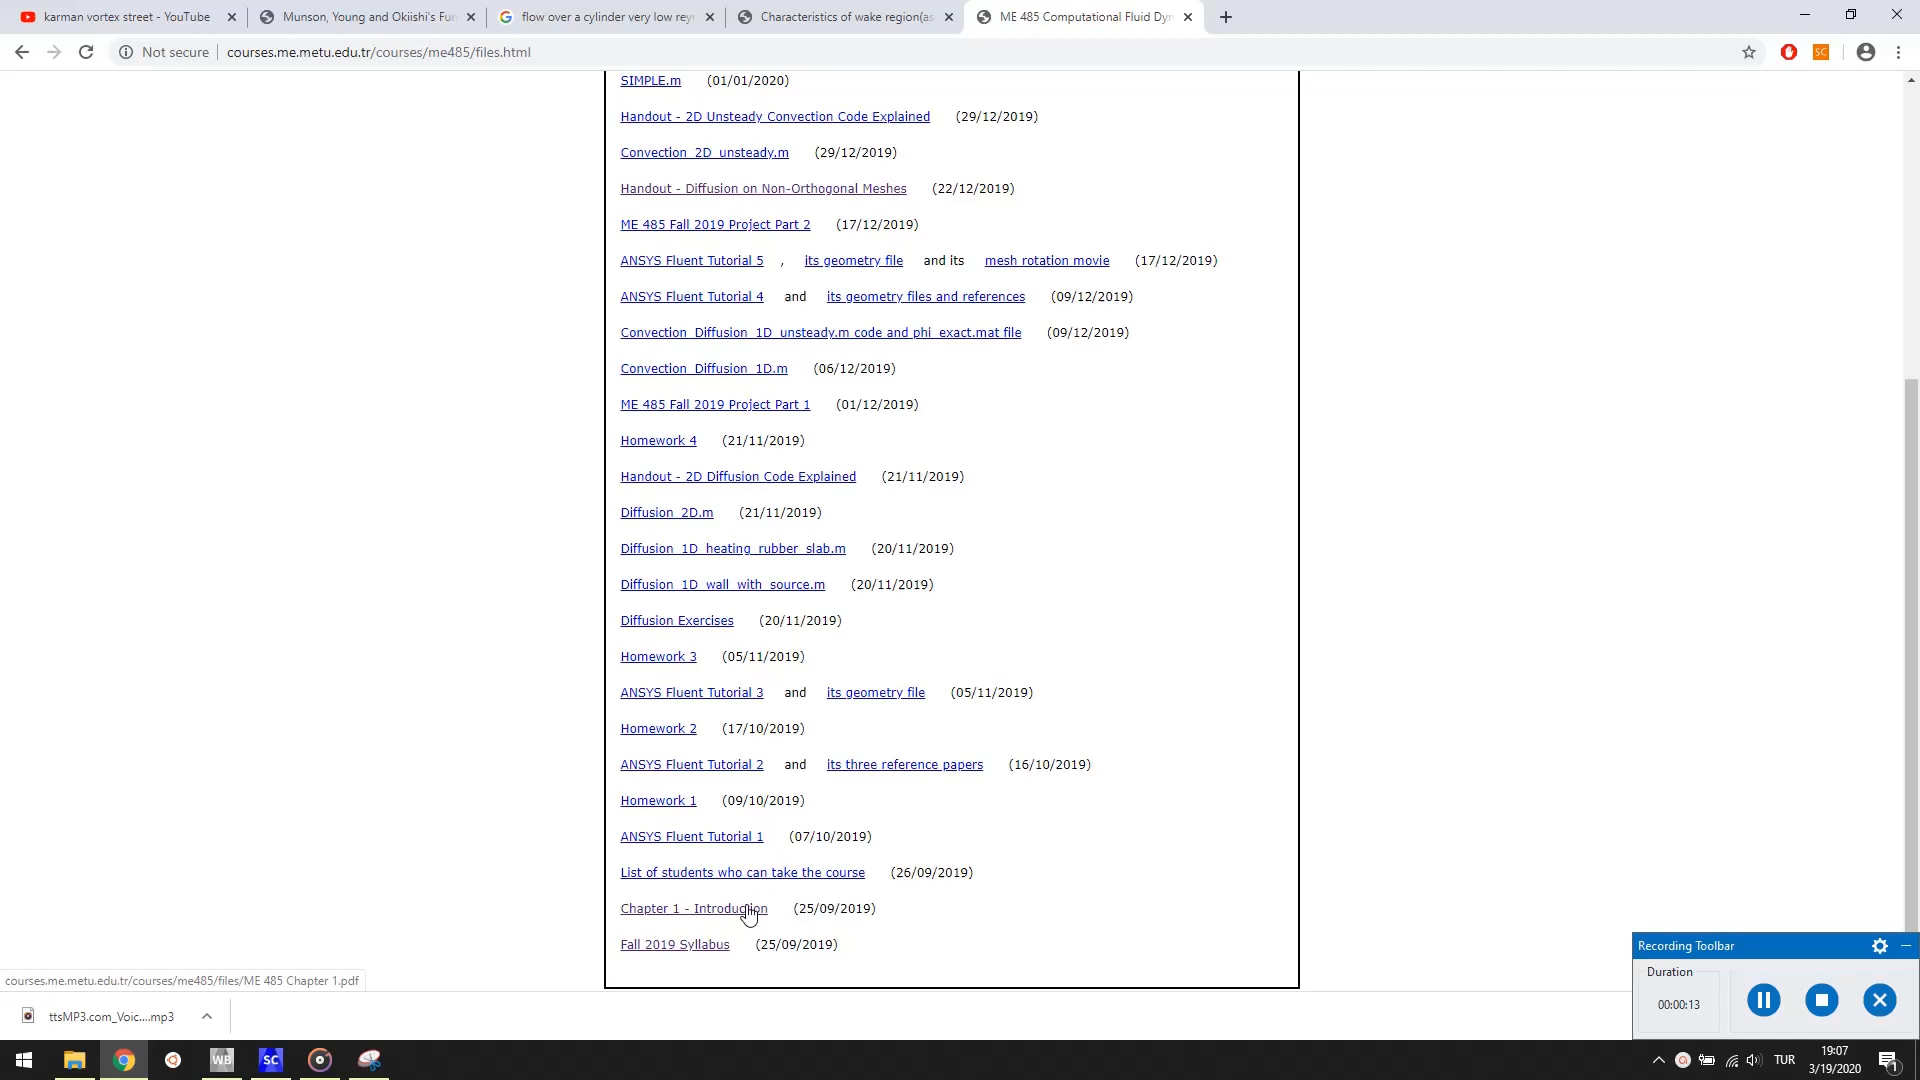 karman vortex street - YouTube
Munson, Young and Okiishi's Fun
flow over a cylinder very low reyn
Characteristics of wake region(as
ME 485 Computational Fluid Dyn
Not secure
courses.me.metu.edu.tr/courses/me485/files.html
SC
SIMPLE.m (01/01/2020)
Handout - 2D Unsteady Convection Code Explained (29/12/2019)
Convection_2D_unsteady.m (29/12/2019)
Handout - Diffusion on Non-Orthogonal Meshes (22/12/2019)
ME 485 Fall 2019 Project Part 2 (17/12/2019)
ANSYS Fluent Tutorial 5 , its geometry file and its mesh rotation movie (17/12/2019)
ANSYS Fluent Tutorial 4 and its geometry files and references (09/12/2019)
Convection_Diffusion_1D_unsteady.m code and phi_exact.mat file (09/12/2019)
Convection_Diffusion_1D.m (06/12/2019)
ME 485 Fall 2019 Project Part 1 (01/12/2019)
Homework 4 (21/11/2019)
Handout - 2D Diffusion Code Explained (21/11/2019)
Diffusion_2D.m (21/11/2019)
Diffusion_1D_heating_rubber_slab.m (20/11/2019)
Diffusion_1D_wall_with_source.m (20/11/2019)
Diffusion Exercises (20/11/2019)
Homework 3 (05/11/2019)
ANSYS Fluent Tutorial 3 and its geometry file (05/11/2019)
Homework 2 (17/10/2019)
ANSYS Fluent Tutorial 2 and its three reference papers (16/10/2019)
Homework 1 (09/10/2019)
ANSYS Fluent Tutorial 1 (07/10/2019)
List of students who can take the course (26/09/2019)
Chapter 1 - Introduction (25/09/2019)
Fall 2019 Syllabus (25/09/2019)
courses.me.metu.edu.tr/courses/me485/files/ME 485 Chapter 1.pdf
Recording Toolbar
Duration
00:00:13
ttsMP3.com_Voic....mp3
WB
SC
TUR
19:07
3/19/2020
1